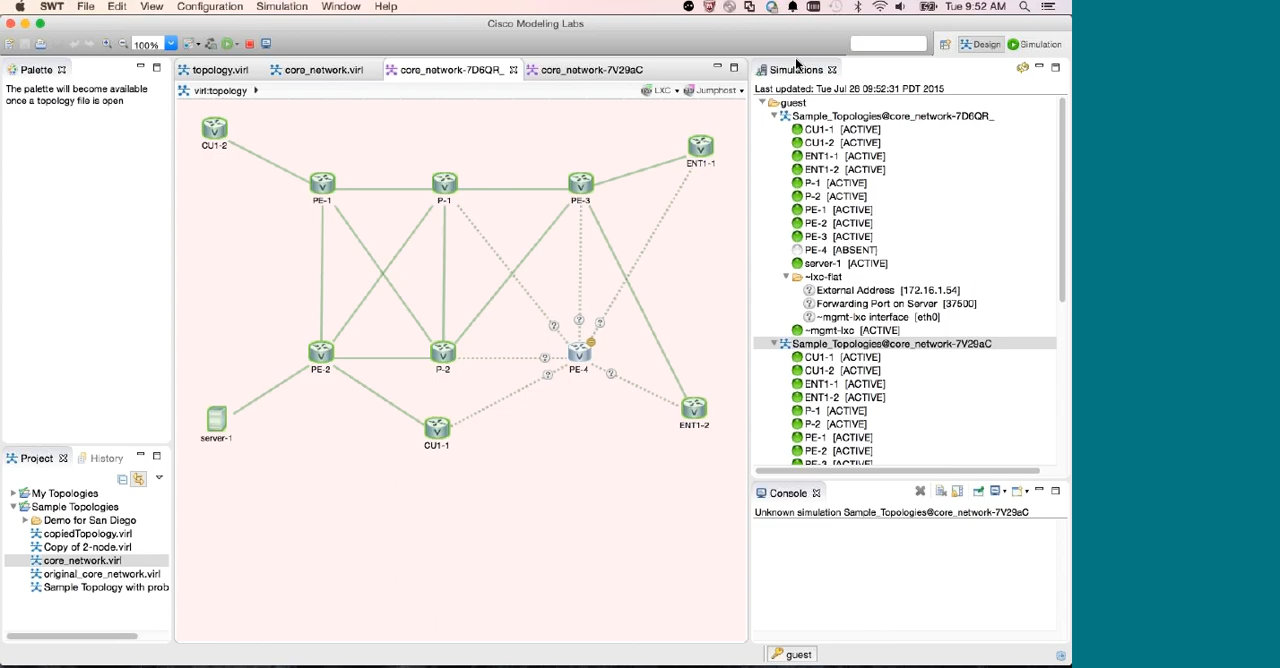 SWT File Edit View Configuration Simulation Window Help
Tue 9:52 AM
Cisco Modeling Labs
100%
Design Simulation
Palette
The palette will become available
once a topology file is open
topology.virl
core_network.virl
core_network-7D6QR_
core_network-7V29aC
virl:topology
LXC
Jumphost
CU1-2
ENT1-1
PE-1
P-1
PE-3
PE-2
P-2
PE-4
server-1
CU1-1
ENT1-2
Simulations
Last updated: Tue Jul 28 09:52:31 PDT 2015
guest
Sample_Topologies@core_network-7D6QR_
CU1-1 [ACTIVE]
CU1-2 [ACTIVE]
ENT1-1 [ACTIVE]
ENT1-2 [ACTIVE]
P-1 [ACTIVE]
P-2 [ACTIVE]
PE-1 [ACTIVE]
PE-2 [ACTIVE]
PE-3 [ACTIVE]
PE-4 [ABSENT]
server-1 [ACTIVE]
~lxc-flat
External Address [172.16.1.54]
Forwarding Port on Server [37500]
~mgmt-lxc interface [eth0]
~mgmt-lxc [ACTIVE]
Sample_Topologies@core_network-7V29aC
CU1-1 [ACTIVE]
CU1-2 [ACTIVE]
ENT1-1 [ACTIVE]
ENT1-2 [ACTIVE]
P-1 [ACTIVE]
P-2 [ACTIVE]
PE-1 [ACTIVE]
PE-2 [ACTIVE]
PE-3 [ACTIVE]
Project
History
My Topologies
Sample Topologies
Demo for San Diego
copiedTopology.virl
Copy of 2-node.virl
core_network.virl
original_core_network.virl
Sample Topology with prob
Console
Unknown simulation Sample_Topologies@core_network-7V29aC
guest